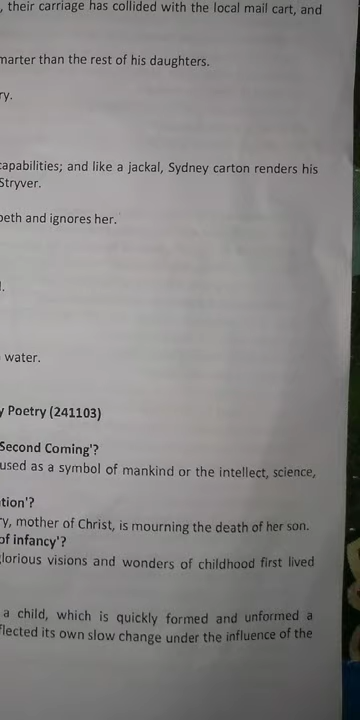 , their carriage has collided with the local mail cart, and
marter than the rest of his daughters.
ry.
capabilities; and like a jackal, Sydney carton renders his
Stryver.
beth and ignores her.
.
water.
y Poetry (241103)
Second Coming'?
used as a symbol of mankind or the intellect, science,
tion'?
ry, mother of Christ, is mourning the death of her son.
of infancy'?
lorious visions and wonders of childhood first lived
a child, which is quickly formed and unformed a
flected its own slow change under the influence of the